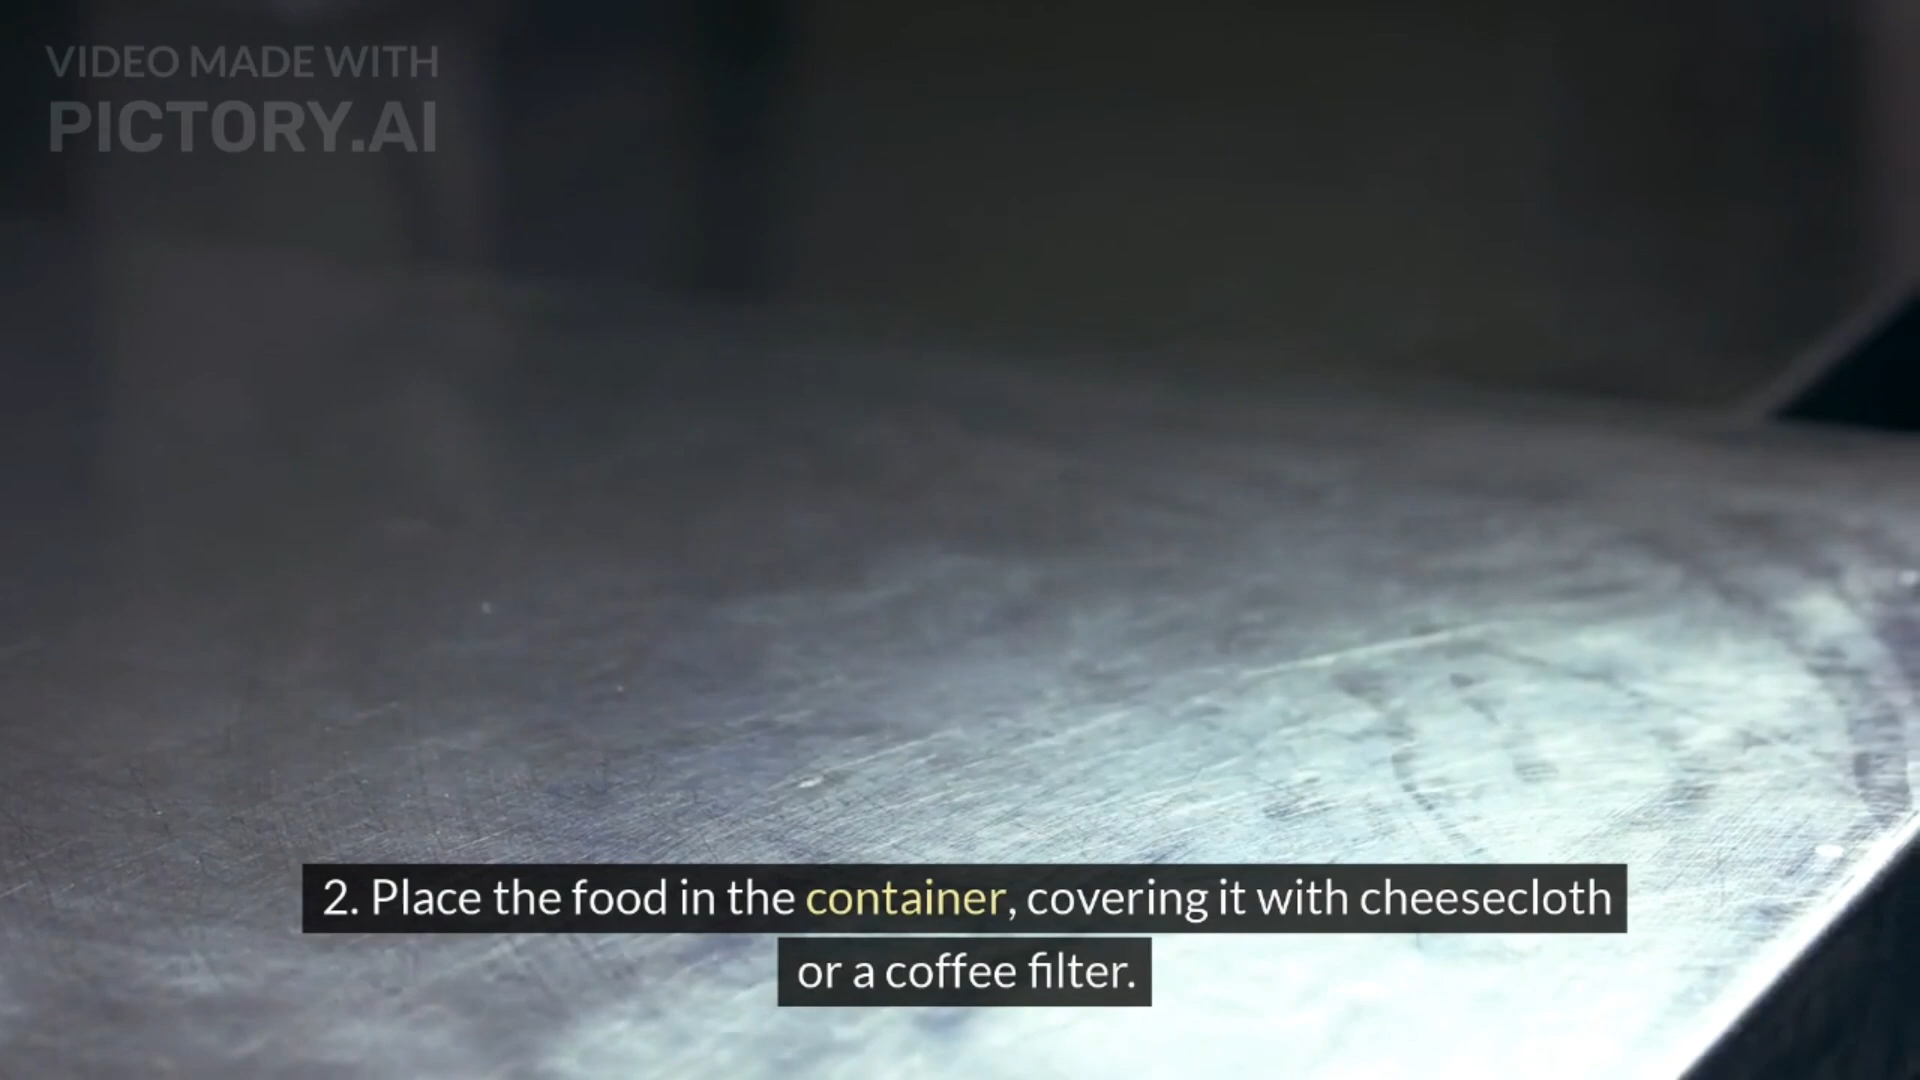 VIDEO MADE WITH
PICTORY.AI
2. Place the food in the container, covering it with cheesecloth
or a coffee filter.